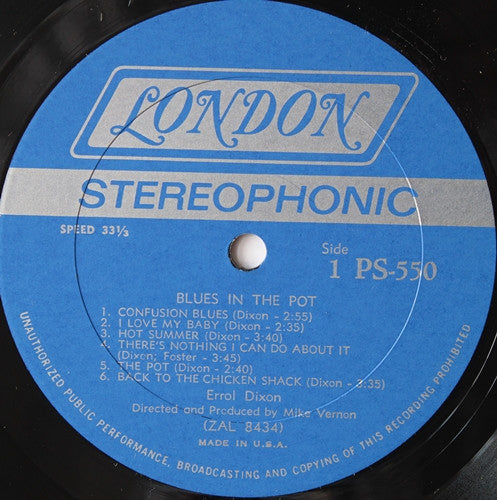 LONDON
STEREOPHONIC
SPEED 33⅓
Side
1 PS-550
BLUES IN THE POT
1. CONFUSION BLUES (Dixon - 2:55)
2. I LOVE MY BABY (Dixon - 2:35)
3. HOT SUMMER (Dixon - 3:40)
4. THERE'S NOTHING I CAN DO ABOUT IT
(Dixon; Foster - 3:45)
5. THE POT (Dixon - 2:40)
6. BACK TO THE CHICKEN SHACK (Dixon - 3:35)
Errol Dixon
Directed and Produced by Mike Vernon
(ZAL 8434)
MADE IN U.S.A.
UNAUTHORIZED PUBLIC PERFORMANCE, BROADCASTING AND COPYING OF THIS RECORDING PROHIBITED